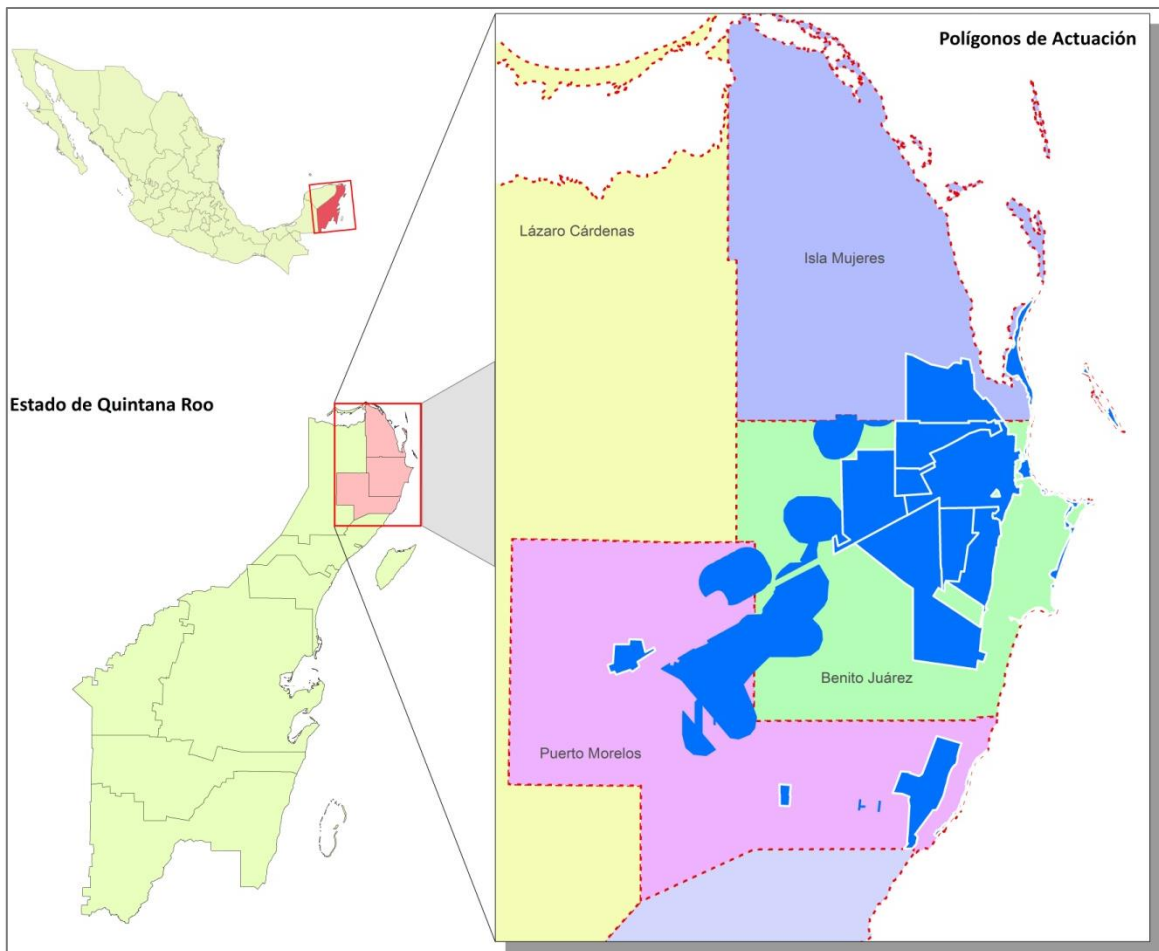 Polígonos de Actuación
Lázaro Cárdenas
Isla Mujeres
Estado de Quintana Roo
Benito Juárez
Puerto Morelos